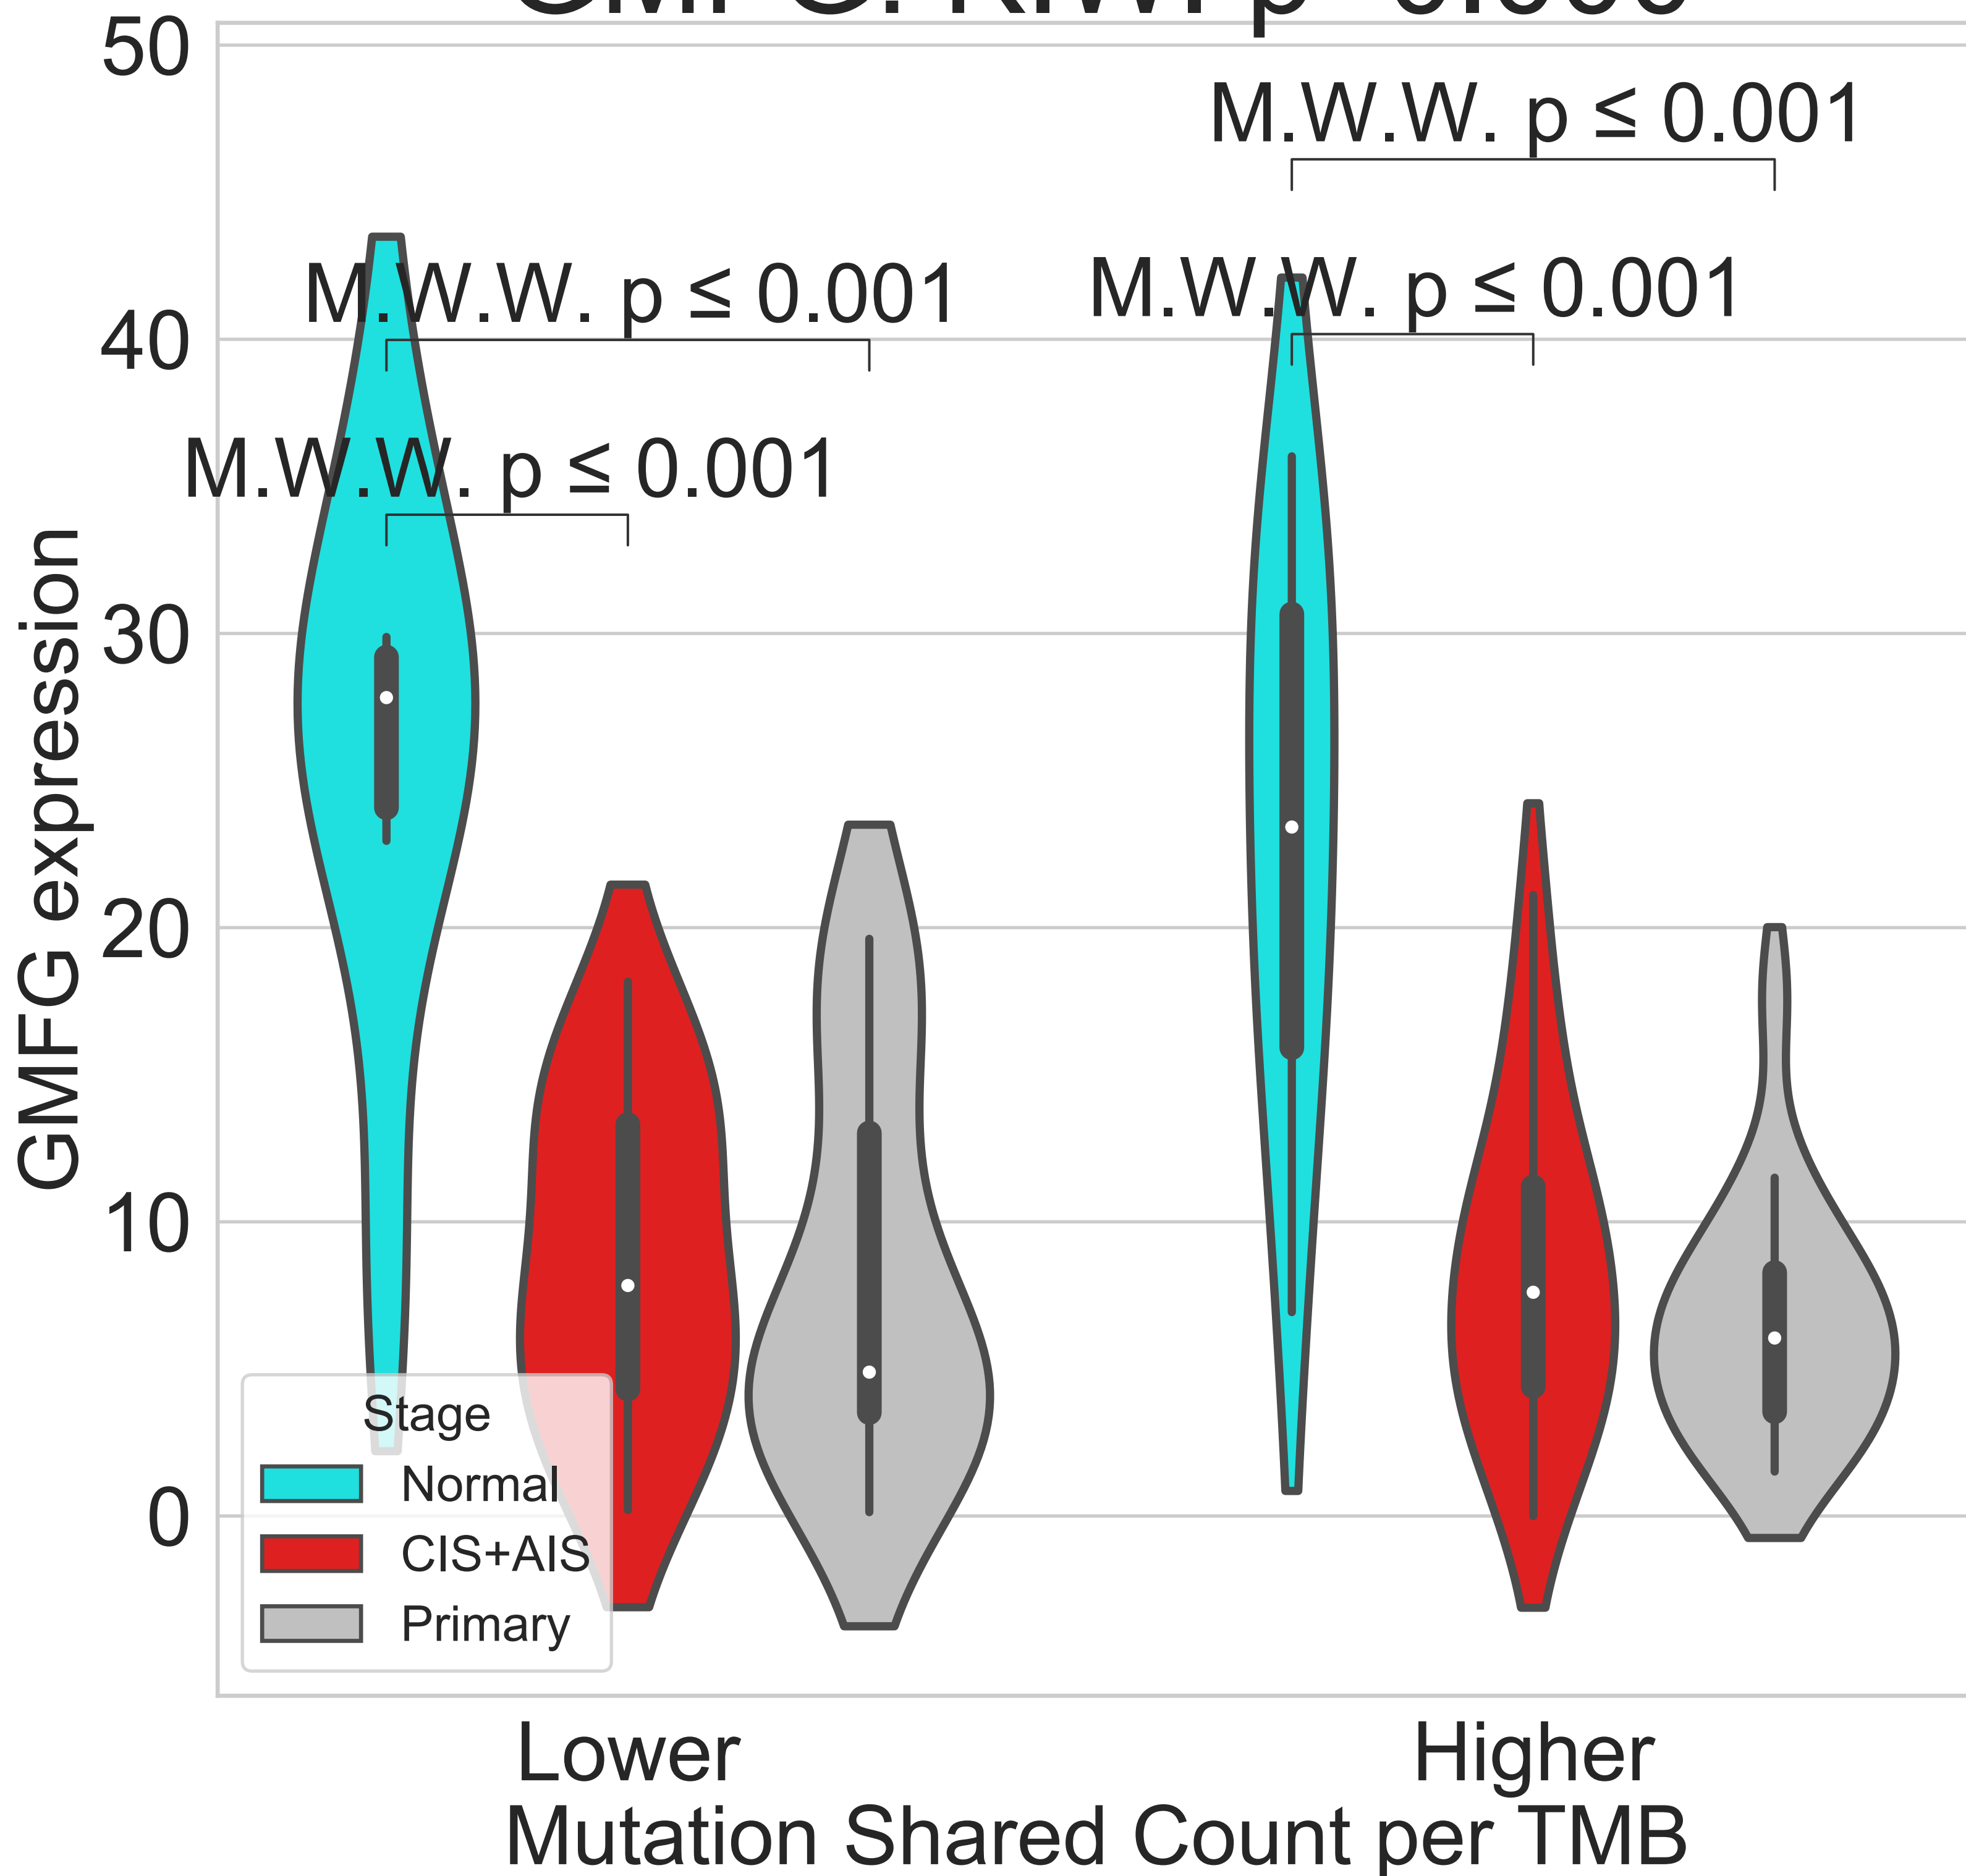 50
M.W.W. p ≤ 0.001
M.W.W. p ≤ 0.001
M.W.W. p ≤ 0.001
40
M.W.W. p ≤ 0.001
30
20
10
0
GMFG expression
Stage
Normal
CIS+AIS
Primary
Lower
Higher
Mutation Shared Count per TMB